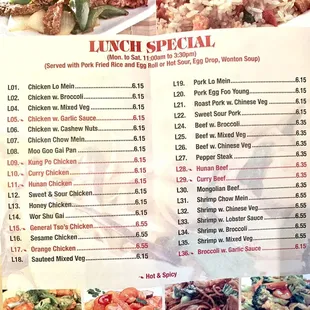 LUNCH SPECIAL
(Mon. to Sat. 11:00am to 3:30pm)
(Served with Pork Fried Rice and Egg Roll or Hot Sour, Egg Drop, Wonton Soup)
L01. Chicken Lo Mein 6.15
L02. Chicken w. Broccoli 6.15
L04. Chicken w. Mixed Veg 6.15
L05. Chicken w. Garlic Sauce 6.15
L06. Chicken w. Cashew Nuts 6.15
L07. Chicken Chow Mein 6.15
L08. Moo Goo Gai Pan 6.15
L09. Kung Po Chicken 6.15
L10. Curry Chicken 6.15
L11. Hunan Chicken 6.15
L12. Sweet & Sour Chicken 6.15
L13. Honey Chicken 6.15
L14. Wor Shu Gai 6.15
L15. General Tso's Chicken 6.55
L16. Sesame Chicken 6.55
L17. Orange Chicken 6.55
L18. Sauteed Mixed Veg 6.15
L19. Pork Lo Mein 6.15
L20. Pork Egg Foo Young 6.15
L21. Roast Pork w. Chinese Veg 6.15
L22. Sweet Sour Pork 6.15
L24. Beef w. Broccoli 6.35
L25. Beef w. Mixed Veg 6.35
L26. Beef w. Chinese Veg 6.35
L27. Pepper Steak 6.35
L28. Hunan Beef 6.35
L29. Curry Beef 6.35
L30. Mongolian Beef 6.35
L31. Shrimp Chow Mein 6.35
L32. Shrimp w. Chinese Veg 6.35
L33. Shrimp w. Lobster Sauce 6.35
L34. Shrimp w. Broccoli 6.35
L35. Shrimp w. Mixed Veg 6.35
L36. Broccoli w. Garlic Sauce 6.15
Hot & Spicy